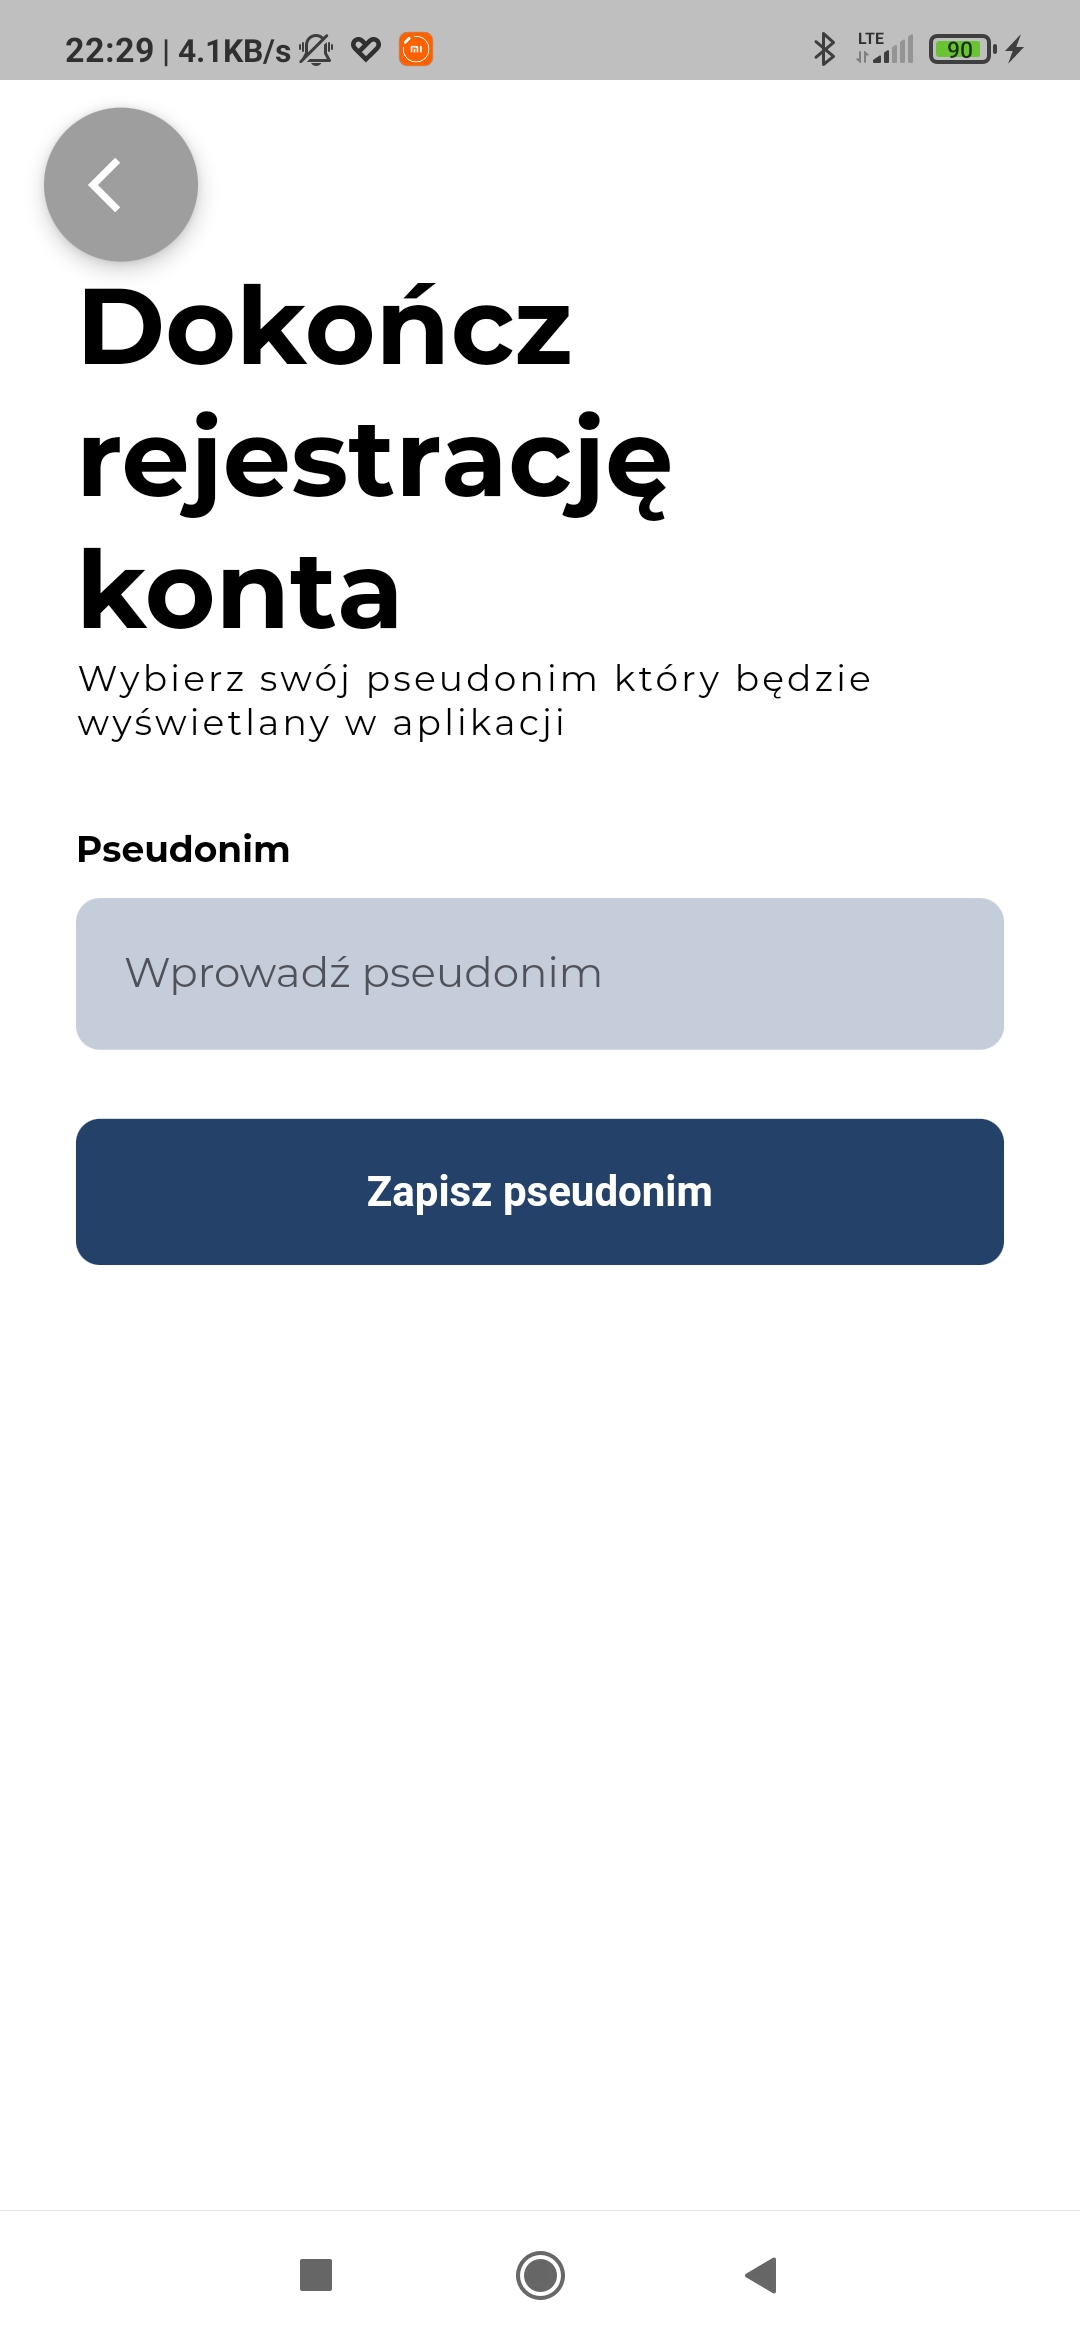 22:29 | 4.1KB/s LTE 90
Dokończ
rejestrację
konta
Wybierz swój pseudonim który będzie
wyświetlany w aplikacji
Pseudonim
Wprowadź pseudonim
Zapisz pseudonim